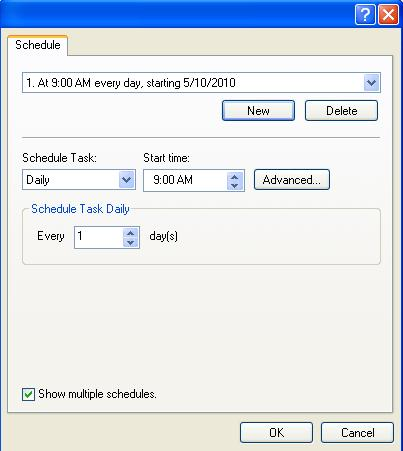 Schedule
1. At 9:00 AM every day, starting 5/10/2010
New Delete
Schedule Task: Start time:
Daily 9:00 AM Advanced...
Schedule Task Daily
Every 1 day(s)
Show multiple schedules.
OK Cancel